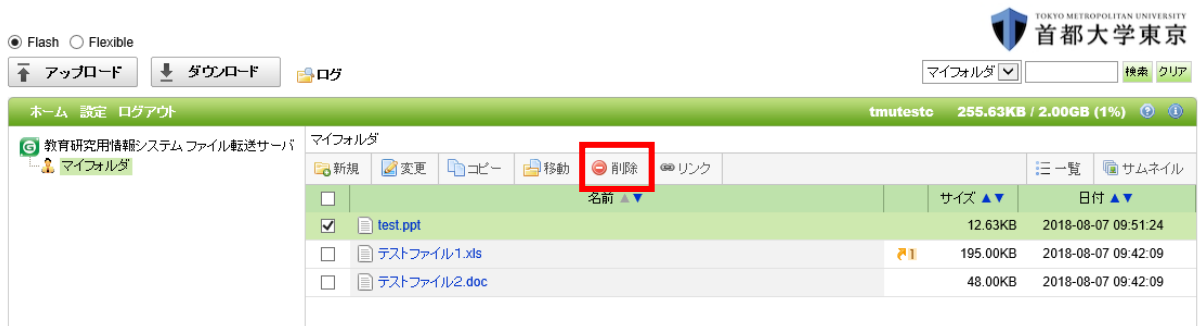 TOKYO METROPOLITAN UNIVERSITY
首都大学東京
Flash Flexible
アップロード ダウンロード ログ
マイフォルダ 検索 クリア
ホーム 設定 ログアウト tmutestc 255.63KB / 2.00GB (1%)
教育研究用情報システム ファイル転送サーバ
マイフォルダ
マイフォルダ
新規 変更 コピー 移動 削除 リンク 一覧 サムネイル
名前 ▲▼ サイズ ▲▼ 日付 ▲▼
test.ppt 12.63KB 2018-08-07 09:51:24
テストファイル1.xls 1 195.00KB 2018-08-07 09:42:09
テストファイル2.doc 48.00KB 2018-08-07 09:42:09